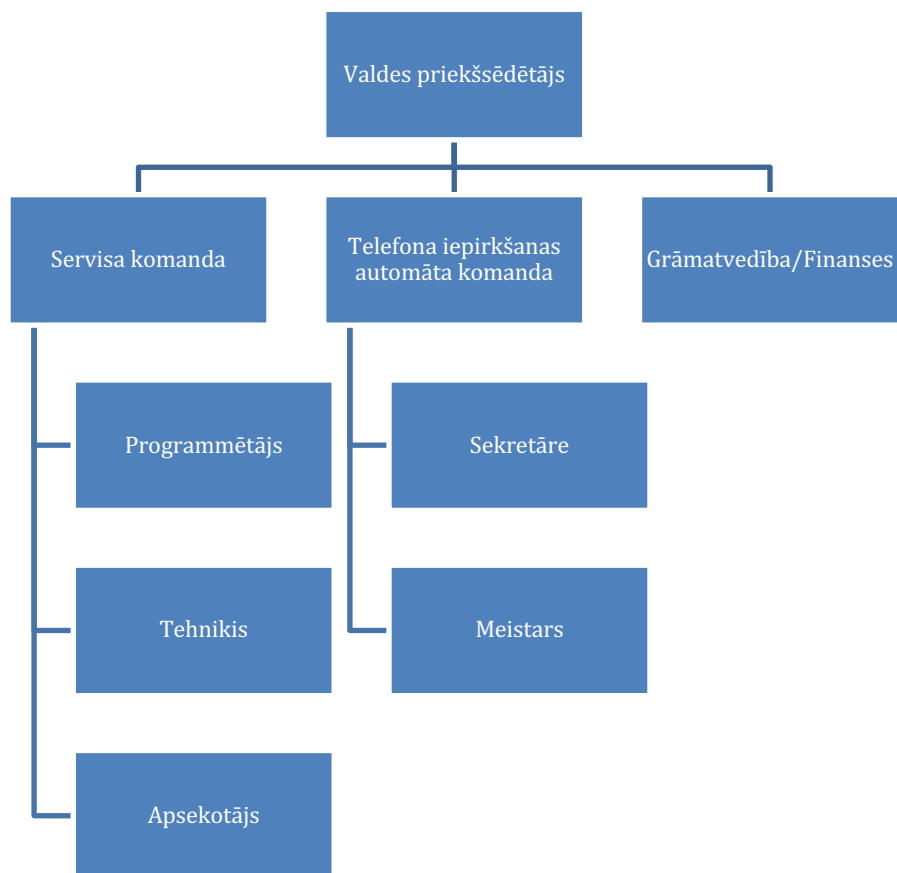 Valdes priekšsēdētājs
Servisa komanda
Telefona iepirkšanas
automāta komanda
Grāmatvedība/Finanses
Programmētājs
Sekretāre
Tehnikis
Meistars
Apsekotājs